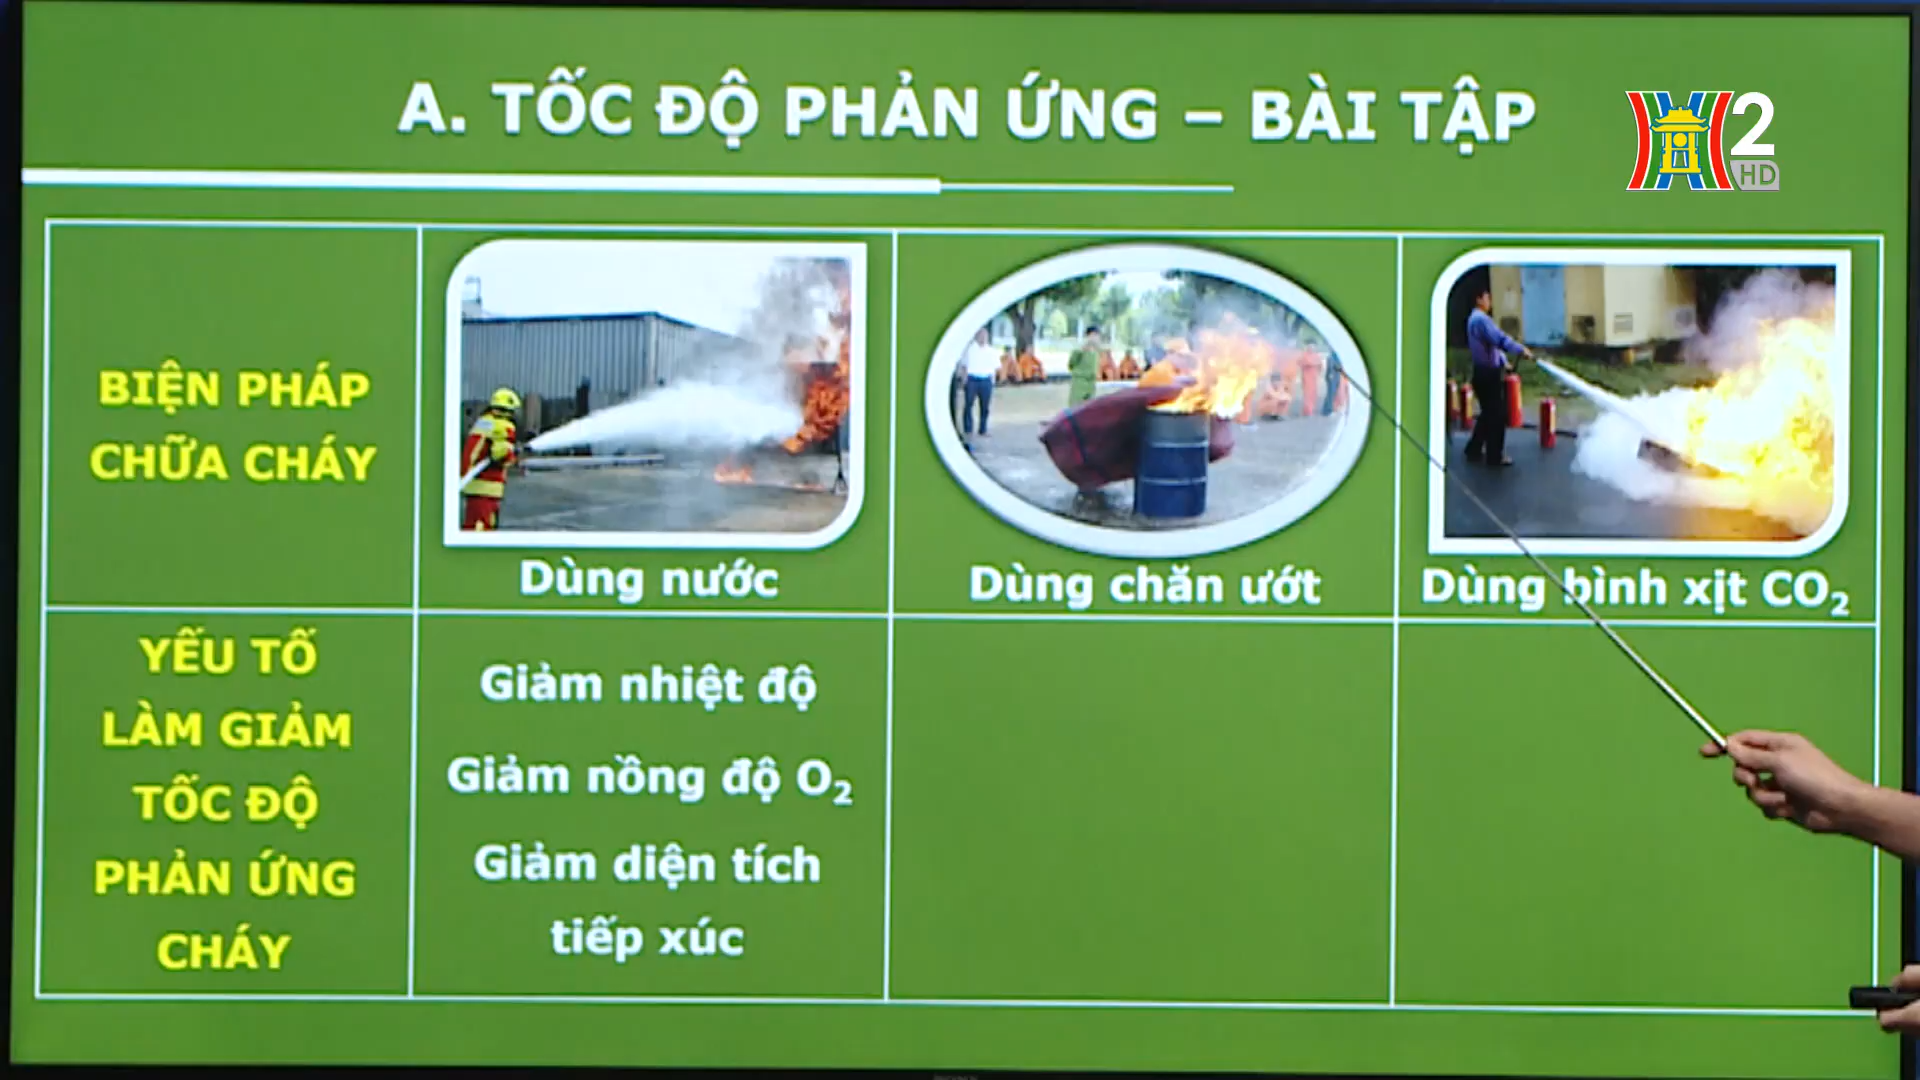 A. TỐC ĐỘ PHẢN ỨNG – BÀI TẬP
2
HD
BIỆN PHÁP
CHỮA CHÁY
Dùng nước
Dùng chăn ướt
Dùng bình xịt CO₂
YẾU TỐ
LÀM GIẢM
TỐC ĐỘ
PHẢN ỨNG
CHÁY
Giảm nhiệt độ
Giảm nồng độ O₂
Giảm diện tích
tiếp xúc